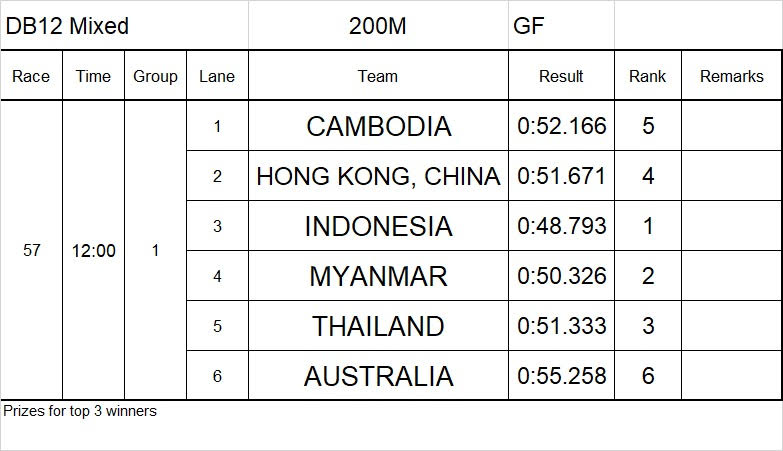 DB12 Mixed 200M GF
Race Time Group Lane Team Result Rank Remarks
57 12:00 1
1 CAMBODIA 0:52.166 5
2 HONG KONG, CHINA 0:51.671 4
3 INDONESIA 0:48.793 1
4 MYANMAR 0:50.326 2
5 THAILAND 0:51.333 3
6 AUSTRALIA 0:55.258 6
Prizes for top 3 winners